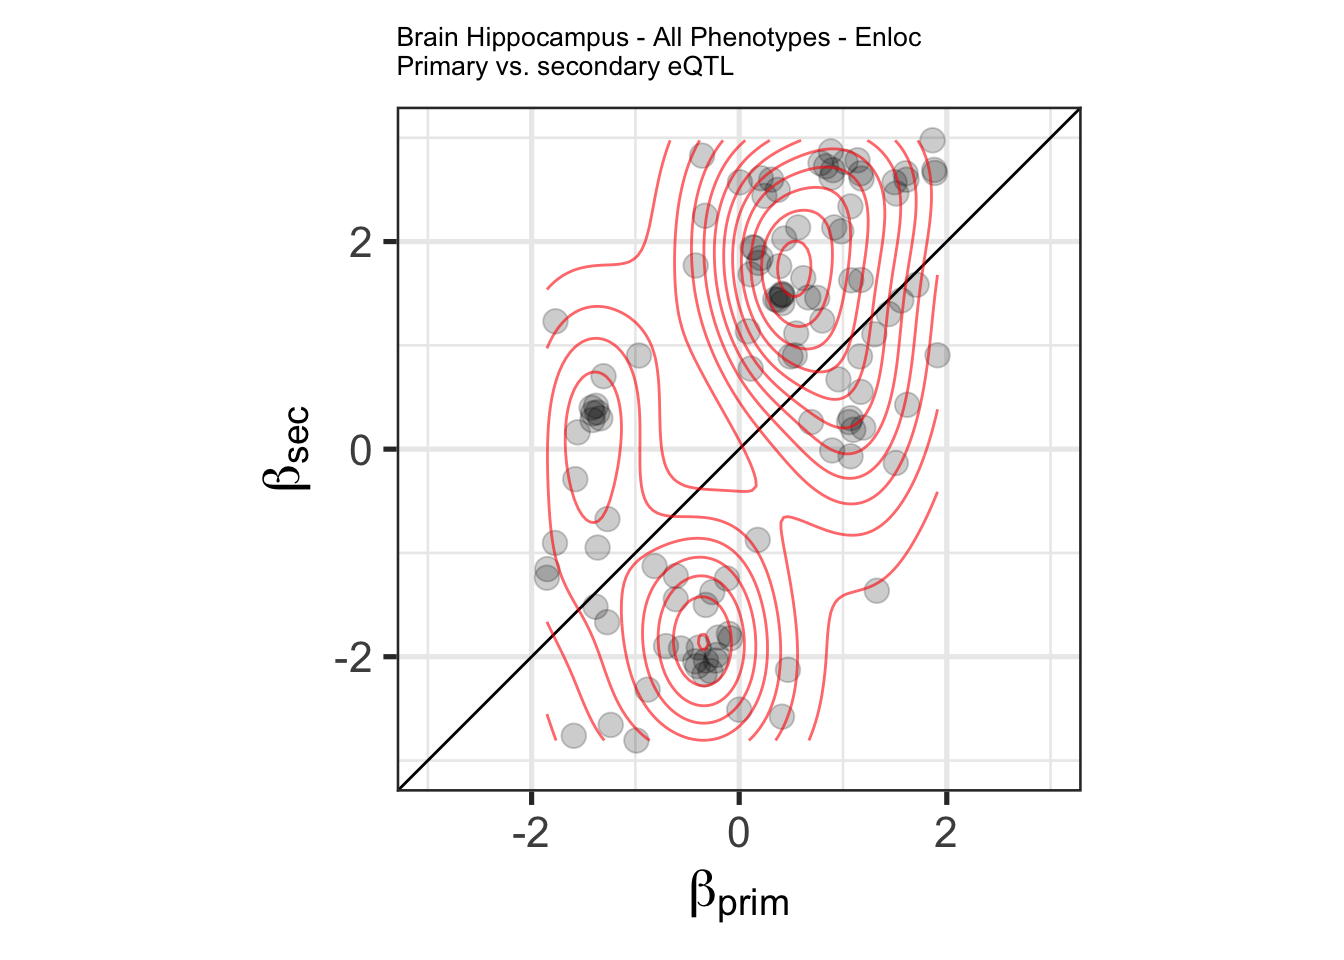 Brain Hippocampus - All Phenotypes - Enloc
Primary vs. secondary eQTL
2
0
-2
βsec
-2 0 2
βprim